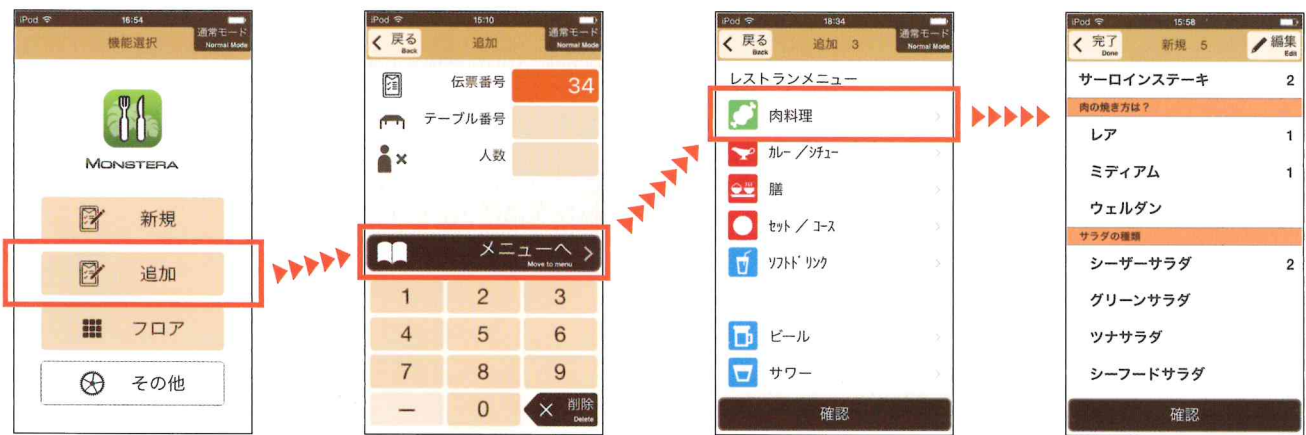 iPod 16:54
機能選択
通常モード
Normal Mode
MONSTERA
新規
追加
フロア
その他
iPod 15:10
戻る
Back
追加
通常モード
Normal Mode
伝票番号 34
テーブル番号
人数
メニューへ
Move to menu
1 2 3
4 5 6
7 8 9
— 0 削除
Delete
iPod 18:34
戻る
Back
追加 3
通常モード
Normal Mode
レストランメニュー
肉料理
カレー／シチュー
膳
セット／コース
ソフトドリンク
ビール
サワー
確認
iPod 15:58
完了
Done
新規 5
編集
Edit
サーロインステーキ 2
肉の焼き方は？
レア 1
ミディアム 1
ウェルダン
サラダの種類
シーザーサラダ 2
グリーンサラダ
ツナサラダ
シーフードサラダ
確認